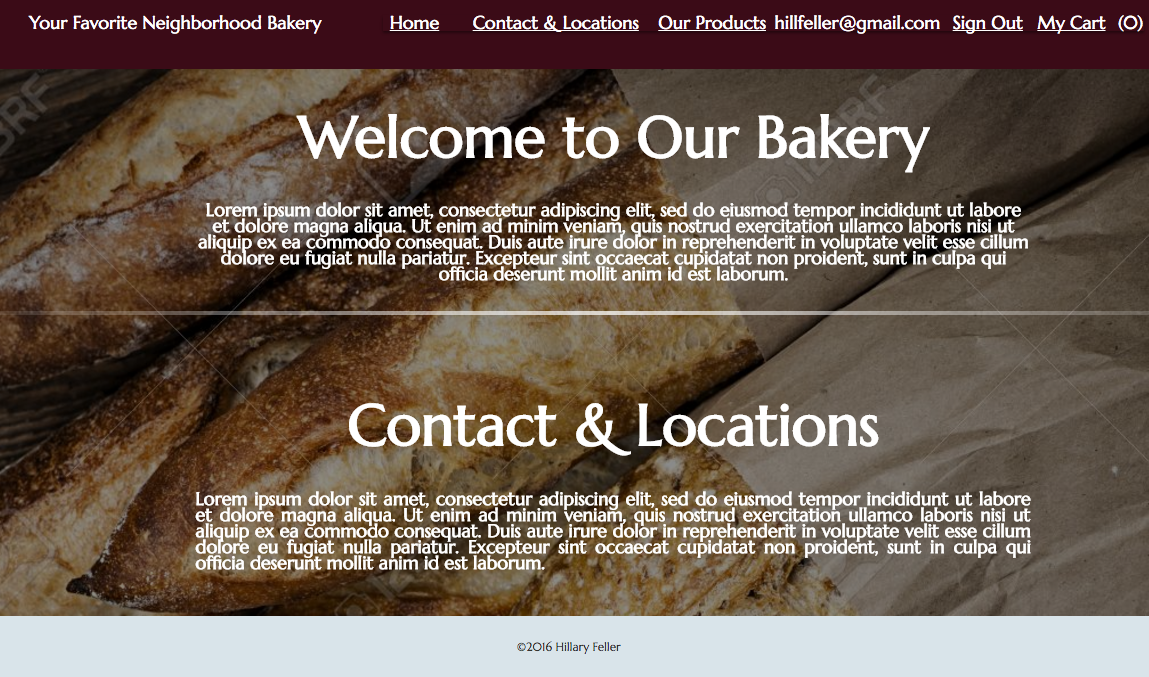 Your Favorite Neighborhood Bakery Home Contact & Locations Our Products hillfeller@gmail.com Sign Out My Cart (0)
Welcome to Our Bakery
Lorem ipsum dolor sit amet, consectetur adipiscing elit, sed do eiusmod tempor incididunt ut labore
et dolore magna aliqua. Ut enim ad minim veniam, quis nostrud exercitation ullamco laboris nisi ut
aliquip ex ea commodo consequat. Duis aute irure dolor in reprehenderit in voluptate velit esse cillum
dolore eu fugiat nulla pariatur. Excepteur sint occaecat cupidatat non proident, sunt in culpa qui
officia deserunt mollit anim id est laborum.
Contact & Locations
Lorem ipsum dolor sit amet, consectetur adipiscing elit, sed do eiusmod tempor incididunt ut labore
et dolore magna aliqua. Ut enim ad minim veniam, quis nostrud exercitation ullamco laboris nisi ut
aliquip ex ea commodo consequat. Duis aute irure dolor in reprehenderit in voluptate velit esse cillum
dolore eu fugiat nulla pariatur. Excepteur sint occaecat cupidatat non proident, sunt in culpa qui
officia deserunt mollit anim id est laborum.
©2016 Hillary Feller